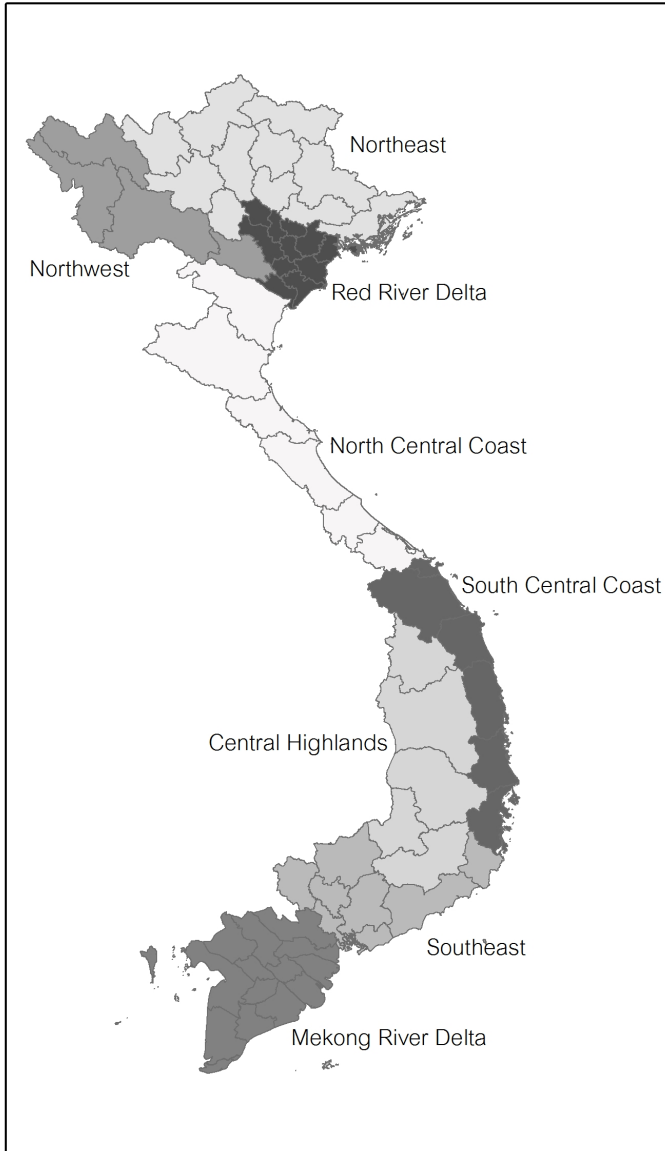 Northeast
Northwest
Red River Delta
North Central Coast
South Central Coast
Central Highlands
Southeast
Mekong River Delta